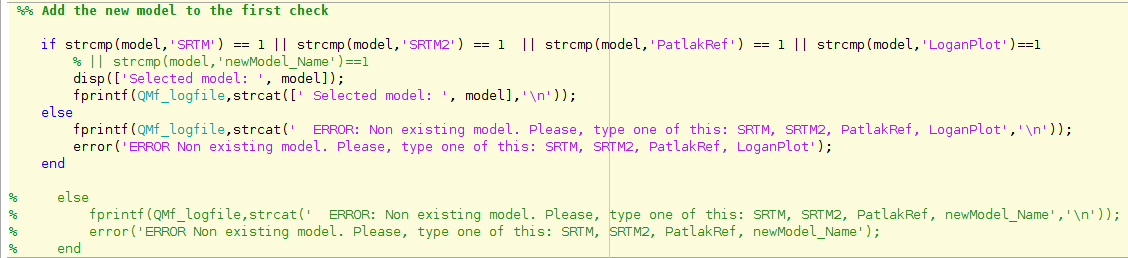 %% Add the new model to the first check
if strcmp(model,'SRTM') == 1 || strcmp(model,'SRTM2') == 1  || strcmp(model,'PatlakRef') == 1 || strcmp(model,'LoganPlot')==1
% || strcmp(model,'newModel_Name')==1
disp(['Selected model: ', model]);
fprintf(QMf_logfile,strcat([' Selected model: ', model],'\n'));
else
fprintf(QMf_logfile,strcat('  ERROR: Non existing model. Please, type one of this: SRTM, SRTM2, PatlakRef, LoganPlot','\n'));
error('ERROR Non existing model. Please, type one of this: SRTM, SRTM2, PatlakRef, LoganPlot');
end
%     else
%         fprintf(QMf_logfile,strcat('  ERROR: Non existing model. Please, type one of this: SRTM, SRTM2, PatlakRef, newModel_Name','\n'));
%         error('ERROR Non existing model. Please, type one of this: SRTM, SRTM2, PatlakRef, newModel_Name');
%     end